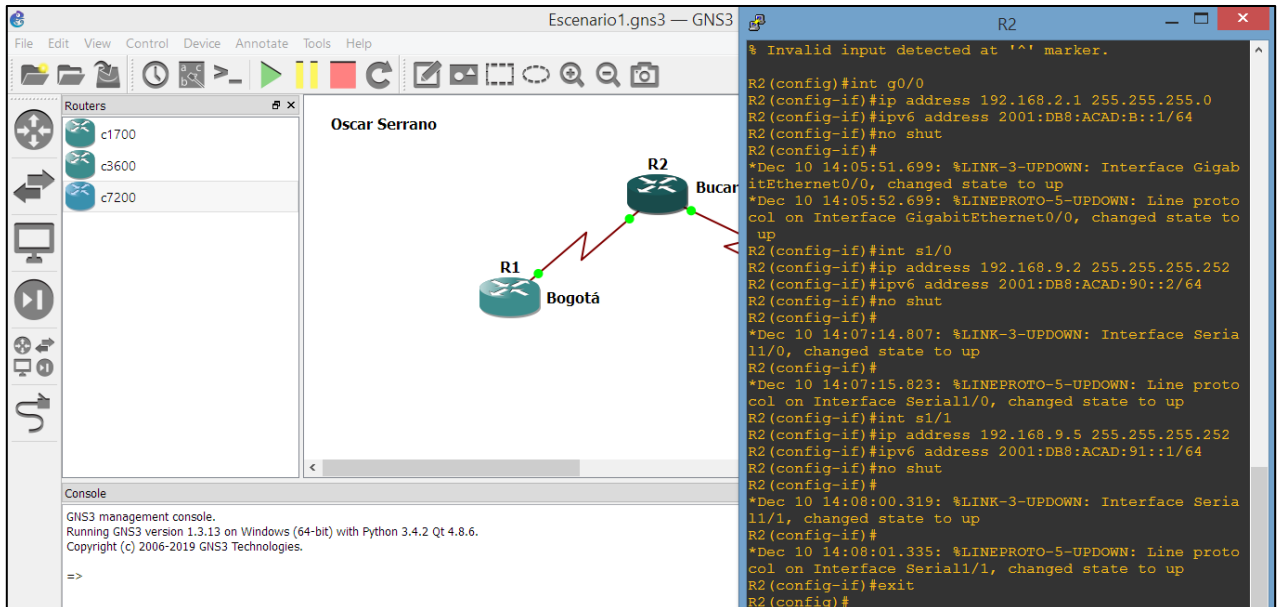 Escenario1.gns3 — GNS3
File Edit View Control Device Annotate Tools Help
Routers
c1700
c3600
c7200
Oscar Serrano
R2
Bucar
R1
Bogotá
Console
GNS3 management console.
Running GNS3 version 1.3.13 on Windows (64-bit) with Python 3.4.2 Qt 4.8.6.
Copyright (c) 2006-2019 GNS3 Technologies.
=>
R2
% Invalid input detected at '^' marker.
R2(config)#int g0/0
R2(config-if)#ip address 192.168.2.1 255.255.255.0
R2(config-if)#ipv6 address 2001:DB8:ACAD:B::1/64
R2(config-if)#no shut
R2(config-if)#
*Dec 10 14:05:51.699: %LINK-3-UPDOWN: Interface Gigab
itEthernet0/0, changed state to up
*Dec 10 14:05:52.699: %LINEPROTO-5-UPDOWN: Line proto
col on Interface GigabitEthernet0/0, changed state to
up
R2(config-if)#int s1/0
R2(config-if)#ip address 192.168.9.2 255.255.255.252
R2(config-if)#ipv6 address 2001:DB8:ACAD:90::2/64
R2(config-if)#no shut
R2(config-if)#
*Dec 10 14:07:14.807: %LINK-3-UPDOWN: Interface Seria
l1/0, changed state to up
R2(config-if)#
*Dec 10 14:07:15.823: %LINEPROTO-5-UPDOWN: Line proto
col on Interface Serial1/0, changed state to up
R2(config-if)#int s1/1
R2(config-if)#ip address 192.168.9.5 255.255.255.252
R2(config-if)#ipv6 address 2001:DB8:ACAD:91::1/64
R2(config-if)#no shut
R2(config-if)#
*Dec 10 14:08:00.319: %LINK-3-UPDOWN: Interface Seria
l1/1, changed state to up
R2(config-if)#
*Dec 10 14:08:01.335: %LINEPROTO-5-UPDOWN: Line proto
col on Interface Serial1/1, changed state to up
R2(config-if)#exit
R2(config)#